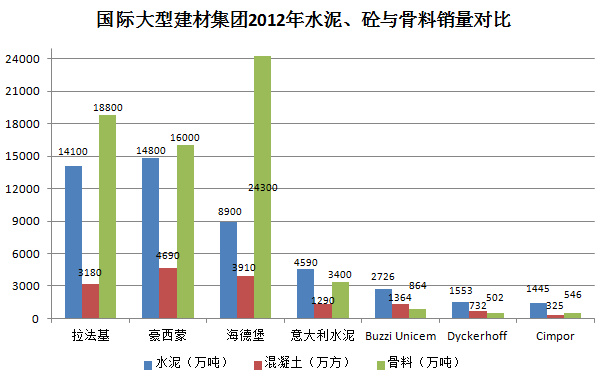 国际大型建材集团2012年水泥、砼与骨料销量对比
24000
21000
18000
15000
12000
9000
6000
3000
0
14100 3180 18800
14800 4690 16000
8900 3910 24300
4590 1290 3400
2726 1364 864
1553 732 502
1445 325 546
拉法基 豪西蒙 海德堡 意大利水泥 Buzzi Unicem Dyckerhoff Cimpor
水泥（万吨） 混凝土（万方） 骨料（万吨）